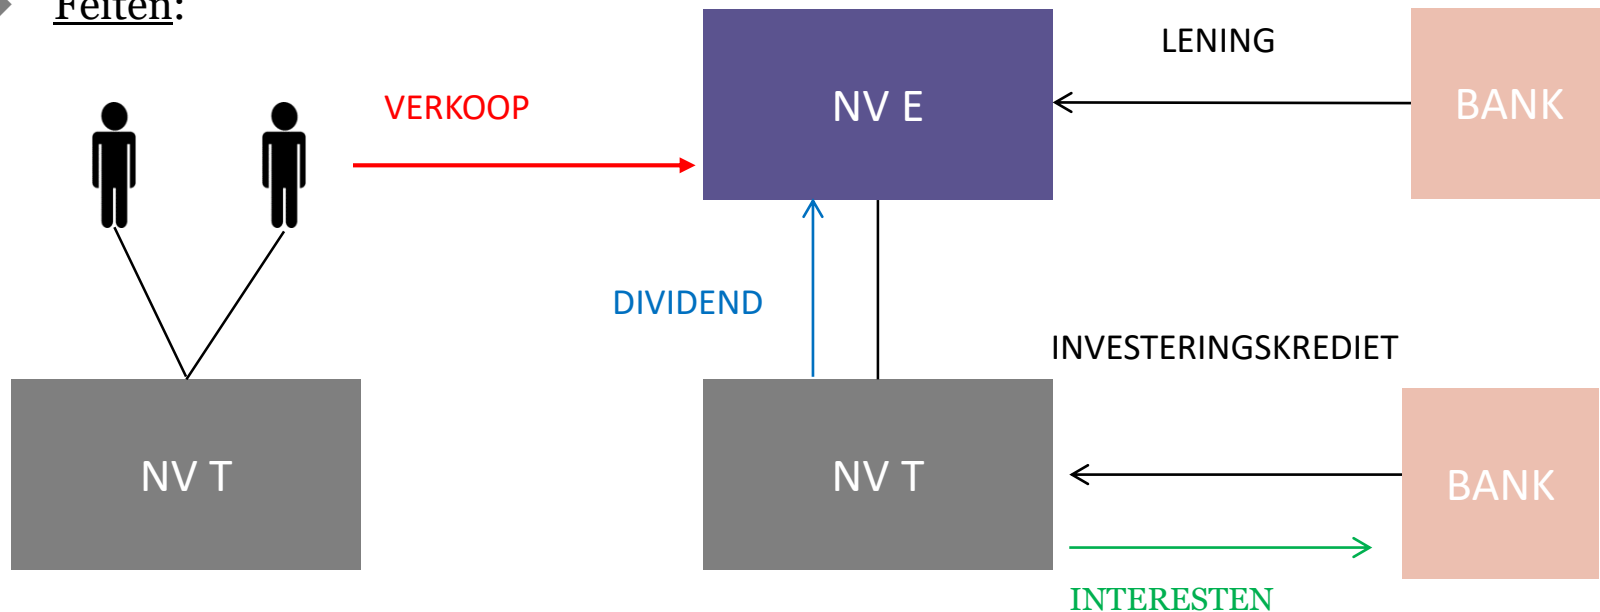 Feiten:
LENING
VERKOOP
NV E
BANK
DIVIDEND
INVESTERINGSKREDIET
NV T
NV T
BANK
INTERESTEN